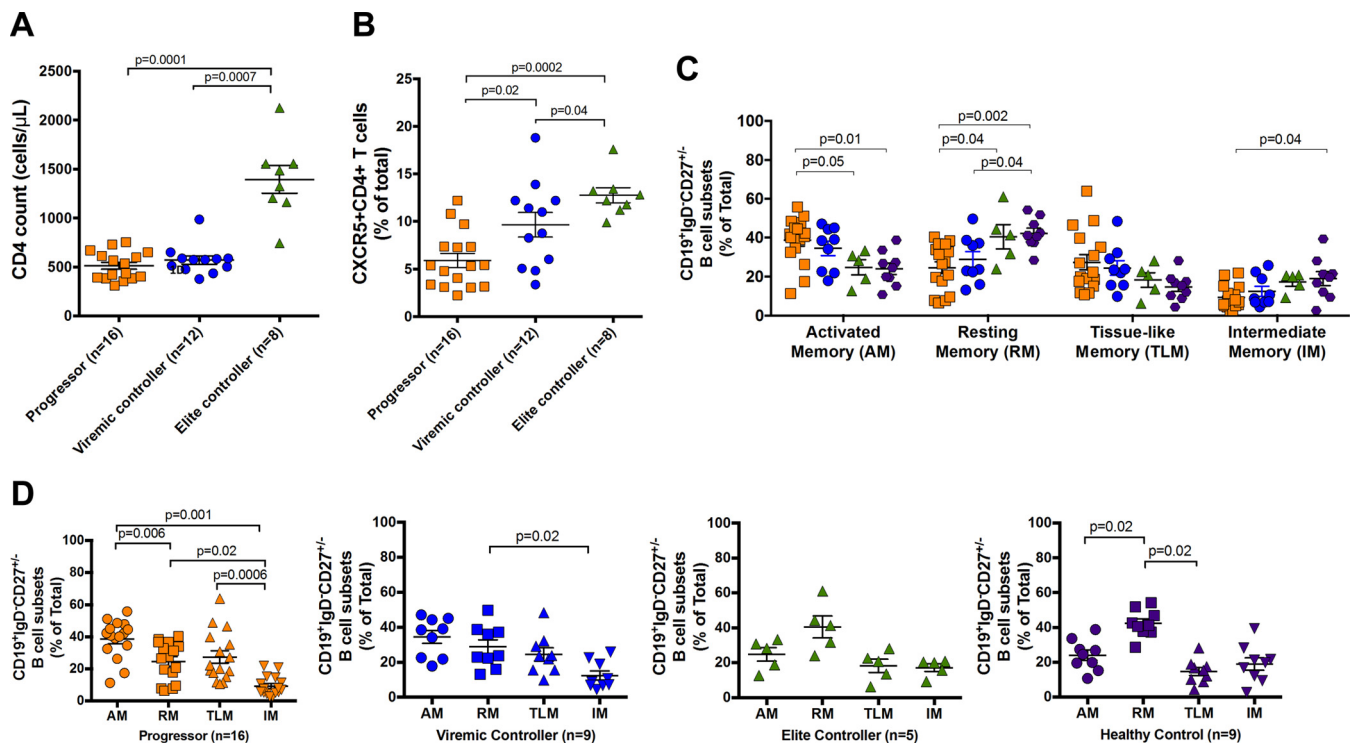 A
CD4 count (cells/µL)
2500
2000
1500
1000
500
0
p=0.0001
p=0.0007
Progressor (n=16)
Viremic controller (n=12)
Elite controller (n=8)
B
CXCR5+CD4+ T cells
(% of total)
25
20
15
10
5
0
p=0.0002
p=0.02
p=0.04
Progressor (n=16)
Viremic controller (n=12)
Elite controller (n=8)
C
CD19+IgD-CD27+/-
B cell subsets
(% of Total)
100
80
60
40
20
0
p=0.01
p=0.05
p=0.002
p=0.04
p=0.04
p=0.04
Activated
Memory (AM)
Resting
Memory (RM)
Tissue-like
Memory (TLM)
Intermediate
Memory (IM)
D
CD19+IgD-CD27+/-
B cell subsets
(% of Total)
100
80
60
40
20
0
p=0.001
p=0.006
p=0.02
p=0.0006
AM RM TLM IM
Progressor (n=16)
CD19+IgD-CD27+/-
B cell subsets
(% of Total)
100
80
60
40
20
0
p=0.02
AM RM TLM IM
Viremic Controller (n=9)
CD19+IgD-CD27+/-
B cell subsets
(% of Total)
100
80
60
40
20
0
AM RM TLM IM
Elite Controller (n=5)
CD19+IgD-CD27+/-
B cell subsets
(% of Total)
100
80
60
40
20
0
p=0.02
p=0.02
AM RM TLM IM
Healthy Control (n=9)